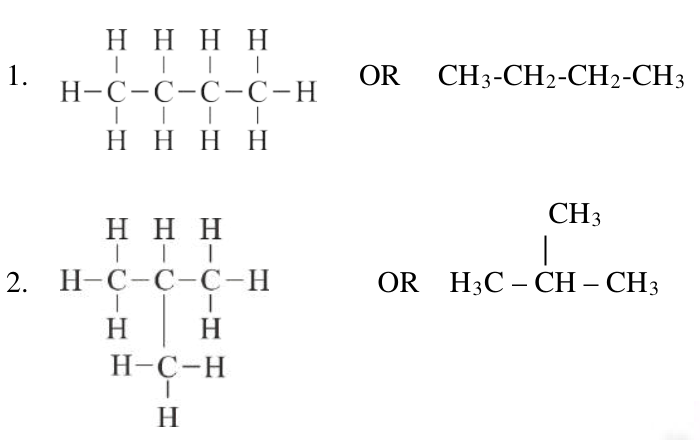 H H H H
1. H–C–C–C–C–H OR CH₃-CH₂-CH₂-CH₃
H H H H
CH₃
H H H
2. H–C–C–C–H OR H₃C – CH – CH₃
H H
H–C–H
H